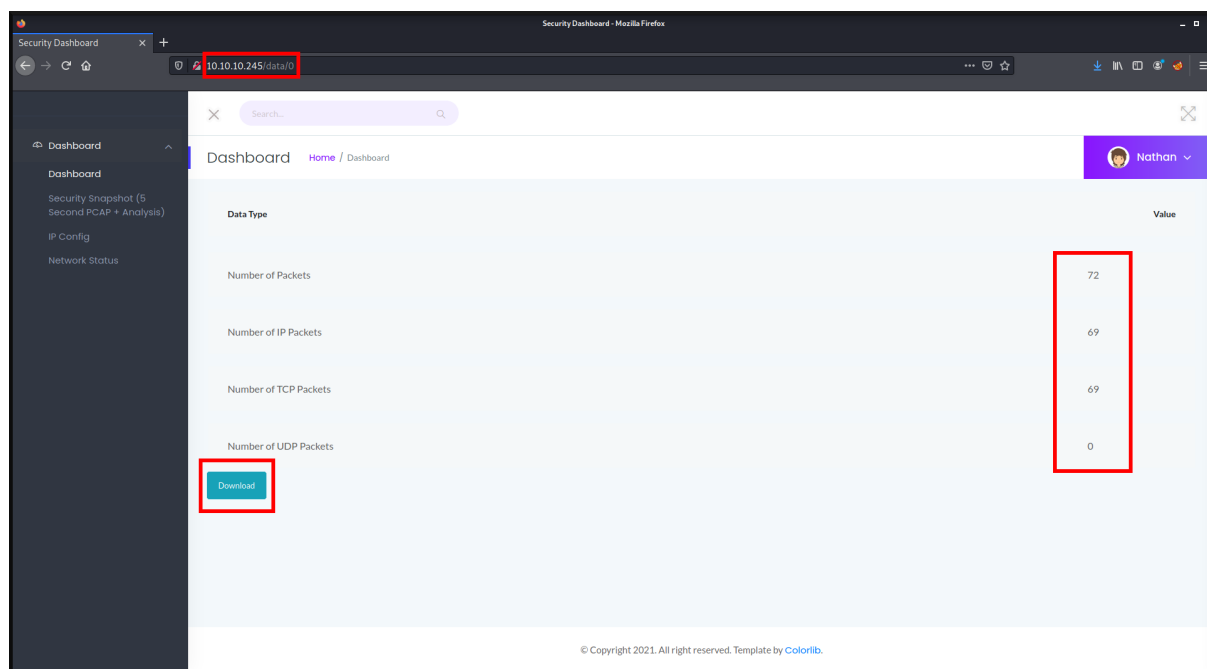 Security Dashboard - Mozilla Firefox
Security Dashboard
10.10.10.245/data/0
Search...
Dashboard
Dashboard Home / Dashboard
Nathan
Dashboard
Security Snapshot (5
Second PCAP + Analysis)
IP Config
Network Status
Data Type Value
Number of Packets 72
Number of IP Packets 69
Number of TCP Packets 69
Number of UDP Packets 0
Download
© Copyright 2021. All right reserved. Template by Colorlib.